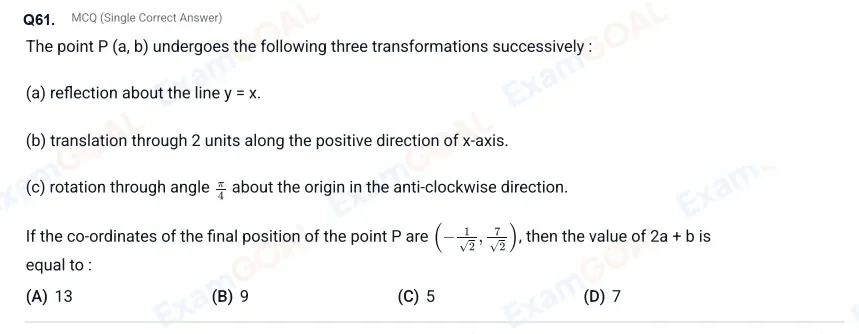 Q61. MCQ (Single Correct Answer)
The point P (a, b) undergoes the following three transformations successively :
(a) reflection about the line y = x.
(b) translation through 2 units along the positive direction of x-axis.
(c) rotation through angle π/4 about the origin in the anti-clockwise direction.
If the co-ordinates of the final position of the point P are (−1/√2, 7/√2), then the value of 2a + b is
equal to :
(A) 13 (B) 9 (C) 5 (D) 7
ExamGOAL